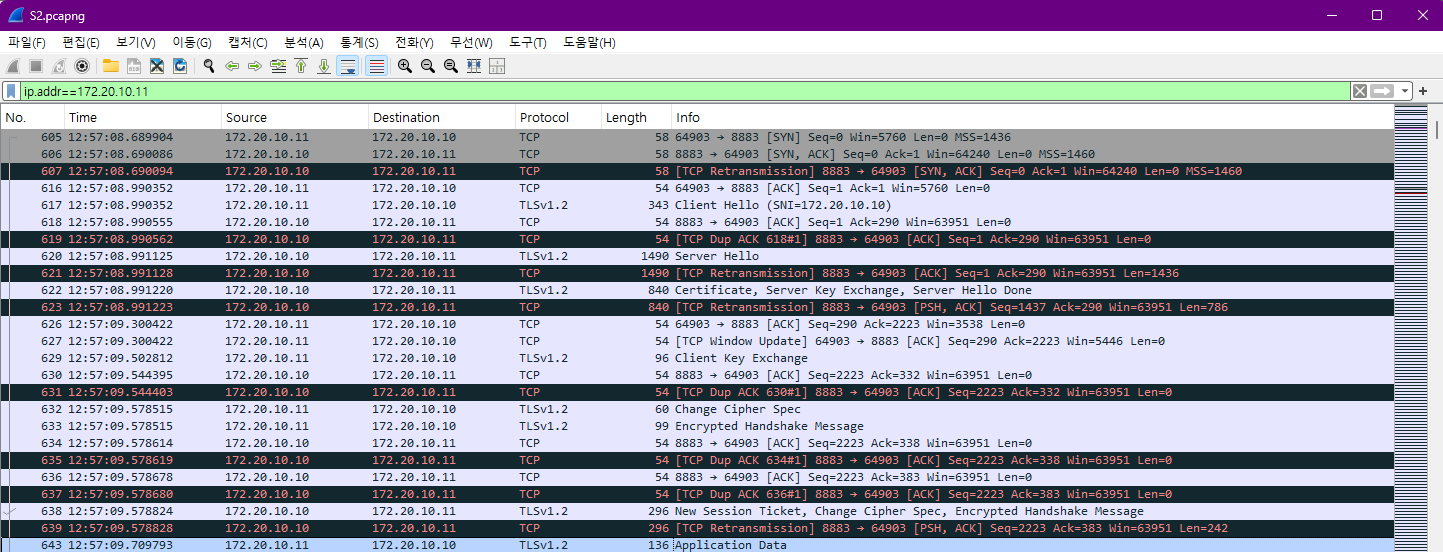 S2.pcapng
파일(F) 편집(E) 보기(V) 이동(G) 캡처(C) 분석(A) 통계(S) 전화(Y) 무선(W) 도구(T) 도움말(H)
ip.addr==172.20.10.11
No. Time Source Destination Protocol Length Info
605 12:57:08.689904 172.20.10.11 172.20.10.10 TCP 58 64903 → 8883 [SYN] Seq=0 Win=5760 Len=0 MSS=1436
606 12:57:08.690086 172.20.10.10 172.20.10.11 TCP 58 8883 → 64903 [SYN, ACK] Seq=0 Ack=1 Win=64240 Len=0 MSS=1460
607 12:57:08.690094 172.20.10.10 172.20.10.11 TCP 58 [TCP Retransmission] 8883 → 64903 [SYN, ACK] Seq=0 Ack=1 Win=64240 Len=0 MSS=1460
616 12:57:08.990352 172.20.10.11 172.20.10.10 TCP 54 64903 → 8883 [ACK] Seq=1 Ack=1 Win=5760 Len=0
617 12:57:08.990352 172.20.10.11 172.20.10.10 TLSv1.2 343 Client Hello (SNI=172.20.10.10)
618 12:57:08.990555 172.20.10.10 172.20.10.11 TCP 54 8883 → 64903 [ACK] Seq=1 Ack=290 Win=63951 Len=0
619 12:57:08.990562 172.20.10.10 172.20.10.11 TCP 54 [TCP Dup ACK 618#1] 8883 → 64903 [ACK] Seq=1 Ack=290 Win=63951 Len=0
620 12:57:08.991125 172.20.10.10 172.20.10.11 TLSv1.2 1490 Server Hello
621 12:57:08.991128 172.20.10.10 172.20.10.11 TCP 1490 [TCP Retransmission] 8883 → 64903 [ACK] Seq=1 Ack=290 Win=63951 Len=1436
622 12:57:08.991220 172.20.10.10 172.20.10.11 TLSv1.2 840 Certificate, Server Key Exchange, Server Hello Done
623 12:57:08.991223 172.20.10.10 172.20.10.11 TCP 840 [TCP Retransmission] 8883 → 64903 [PSH, ACK] Seq=1437 Ack=290 Win=63951 Len=786
626 12:57:09.300422 172.20.10.11 172.20.10.10 TCP 54 64903 → 8883 [ACK] Seq=290 Ack=2223 Win=3538 Len=0
627 12:57:09.300422 172.20.10.11 172.20.10.10 TCP 54 [TCP Window Update] 64903 → 8883 [ACK] Seq=290 Ack=2223 Win=5446 Len=0
629 12:57:09.502812 172.20.10.11 172.20.10.10 TLSv1.2 96 Client Key Exchange
630 12:57:09.544395 172.20.10.10 172.20.10.11 TCP 54 8883 → 64903 [ACK] Seq=2223 Ack=332 Win=63951 Len=0
631 12:57:09.544403 172.20.10.10 172.20.10.11 TCP 54 [TCP Dup ACK 630#1] 8883 → 64903 [ACK] Seq=2223 Ack=332 Win=63951 Len=0
632 12:57:09.578515 172.20.10.11 172.20.10.10 TLSv1.2 60 Change Cipher Spec
633 12:57:09.578515 172.20.10.11 172.20.10.10 TLSv1.2 99 Encrypted Handshake Message
634 12:57:09.578614 172.20.10.10 172.20.10.11 TCP 54 8883 → 64903 [ACK] Seq=2223 Ack=338 Win=63951 Len=0
635 12:57:09.578619 172.20.10.10 172.20.10.11 TCP 54 [TCP Dup ACK 634#1] 8883 → 64903 [ACK] Seq=2223 Ack=338 Win=63951 Len=0
636 12:57:09.578678 172.20.10.10 172.20.10.11 TCP 54 8883 → 64903 [ACK] Seq=2223 Ack=383 Win=63951 Len=0
637 12:57:09.578680 172.20.10.10 172.20.10.11 TCP 54 [TCP Dup ACK 636#1] 8883 → 64903 [ACK] Seq=2223 Ack=383 Win=63951 Len=0
638 12:57:09.578824 172.20.10.10 172.20.10.11 TLSv1.2 296 New Session Ticket, Change Cipher Spec, Encrypted Handshake Message
639 12:57:09.578828 172.20.10.10 172.20.10.11 TCP 296 [TCP Retransmission] 8883 → 64903 [PSH, ACK] Seq=2223 Ack=383 Win=63951 Len=242
643 12:57:09.709793 172.20.10.11 172.20.10.10 TLSv1.2 136 Application Data